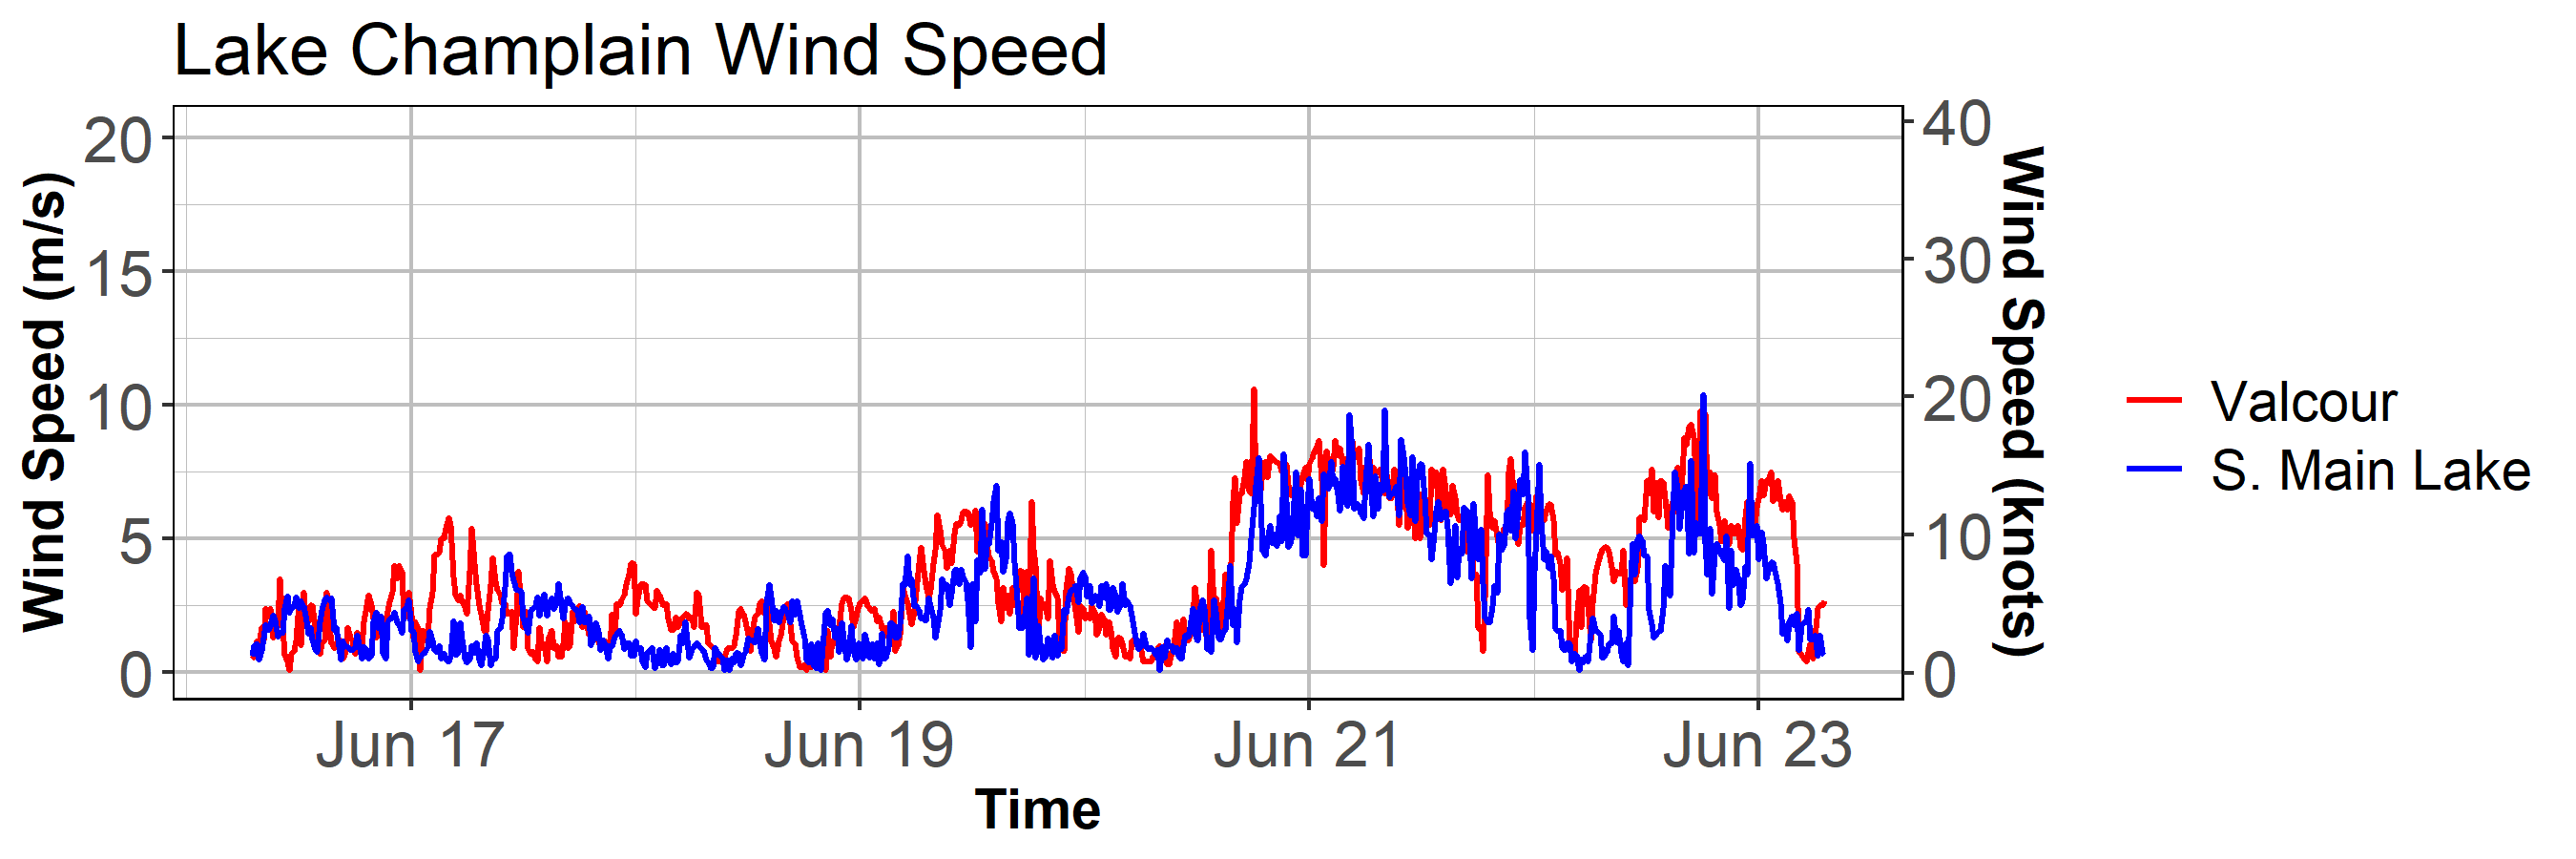 Lake Champlain Wind Speed
Wind Speed (m/s)
20
15
10
5
0
40
30
20
10
0
Wind Speed (knots)
Jun 17
Jun 19
Jun 21
Jun 23
Time
Valcour
S. Main Lake